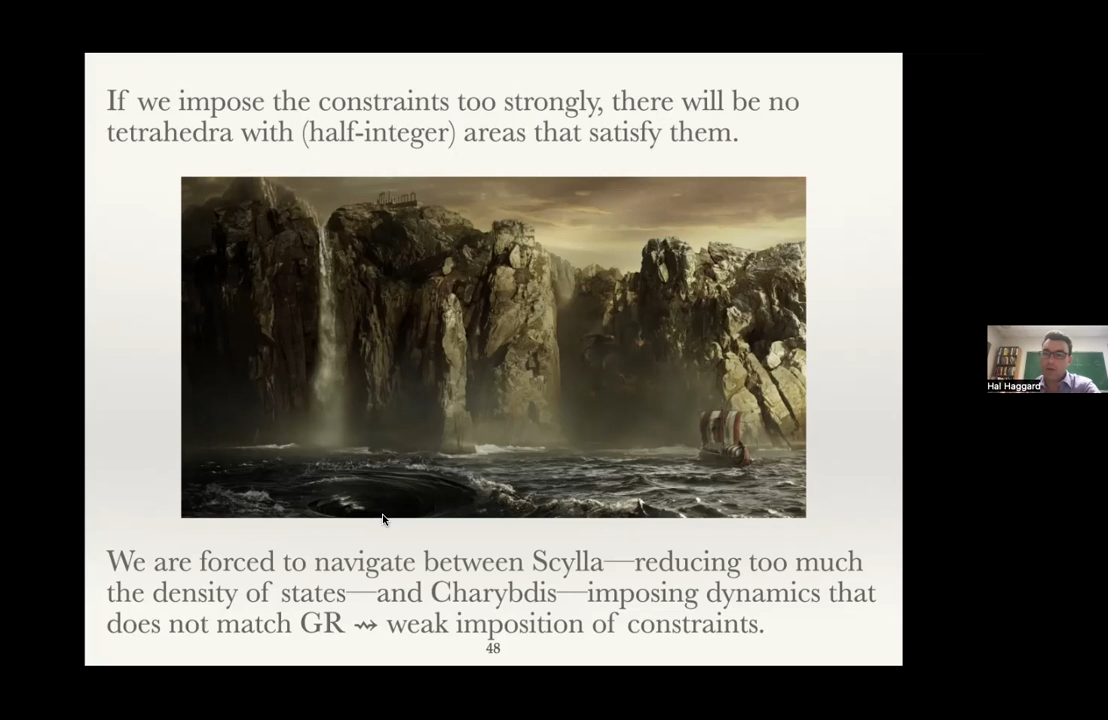 If we impose the constraints too strongly, there will be no
tetrahedra with (half-integer) areas that satisfy them.
We are forced to navigate between Scylla—reducing too much
the density of states—and Charybdis—imposing dynamics that
does not match GR ⇝ weak imposition of constraints.
48
Hal Haggard